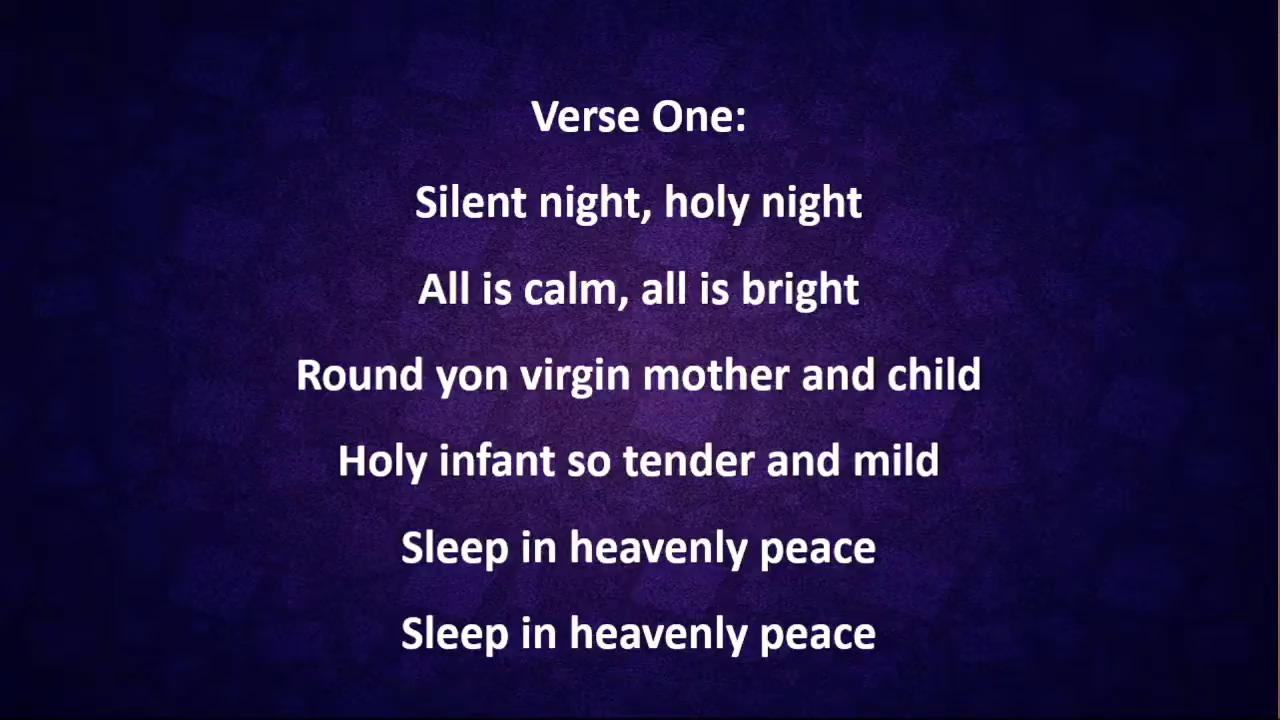 Verse One:
Silent night, holy night
All is calm, all is bright
Round yon virgin mother and child
Holy infant so tender and mild
Sleep in heavenly peace
Sleep in heavenly peace